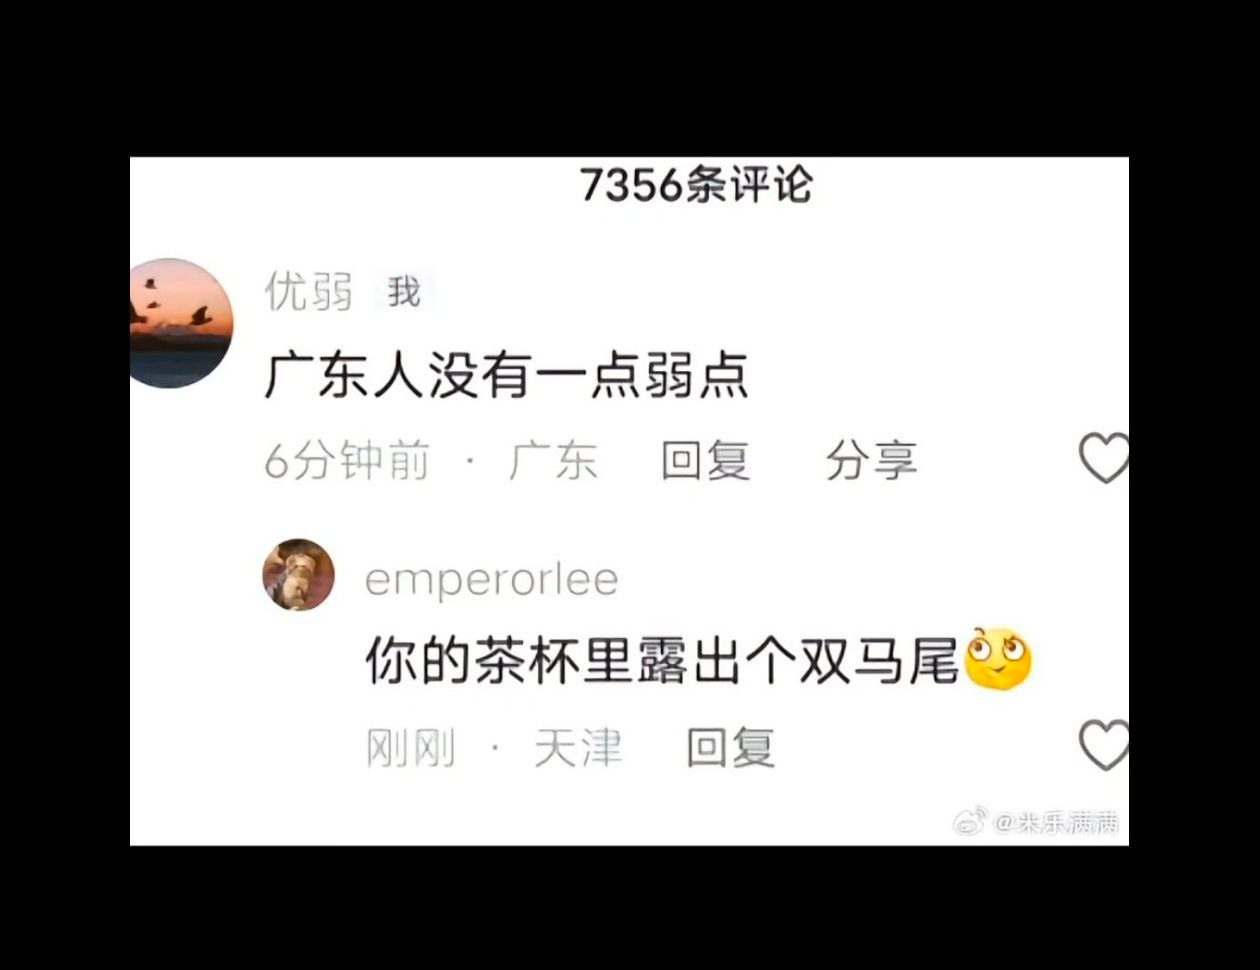 7356条评论
优弱 我
广东人没有一点弱点
6分钟前 · 广东 回复 分享
emperorlee
你的茶杯里露出个双马尾
刚刚 · 天津 回复
@米乐满满